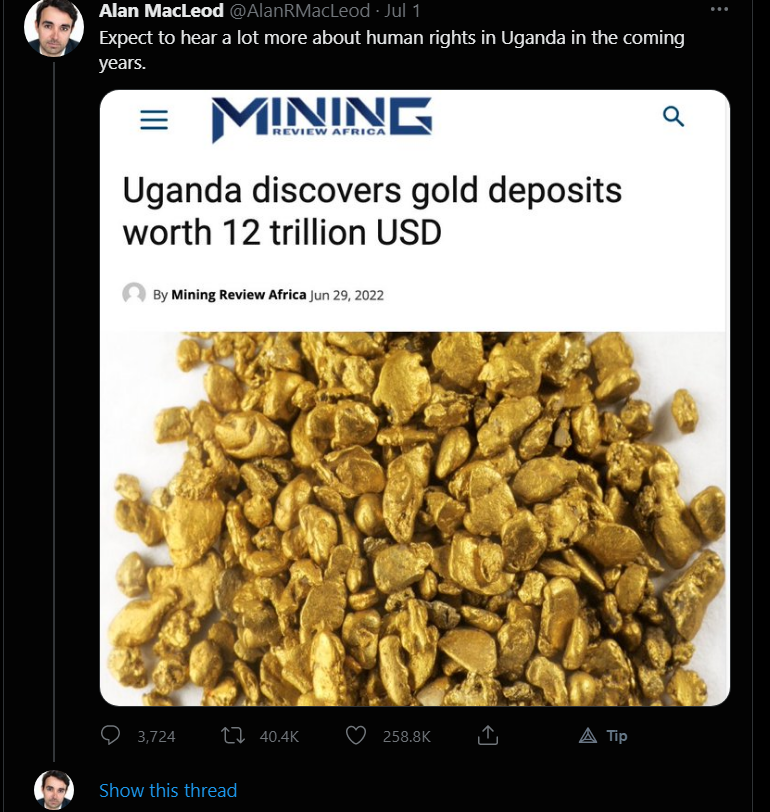 Alan MacLeod @AlanRMacLeod · Jul 1
Expect to hear a lot more about human rights in Uganda in the coming
years.
MINING
REVIEW AFRICA
Uganda discovers gold deposits
worth 12 trillion USD
By Mining Review Africa Jun 29, 2022
3,724 40.4K 258.8K Tip
Show this thread